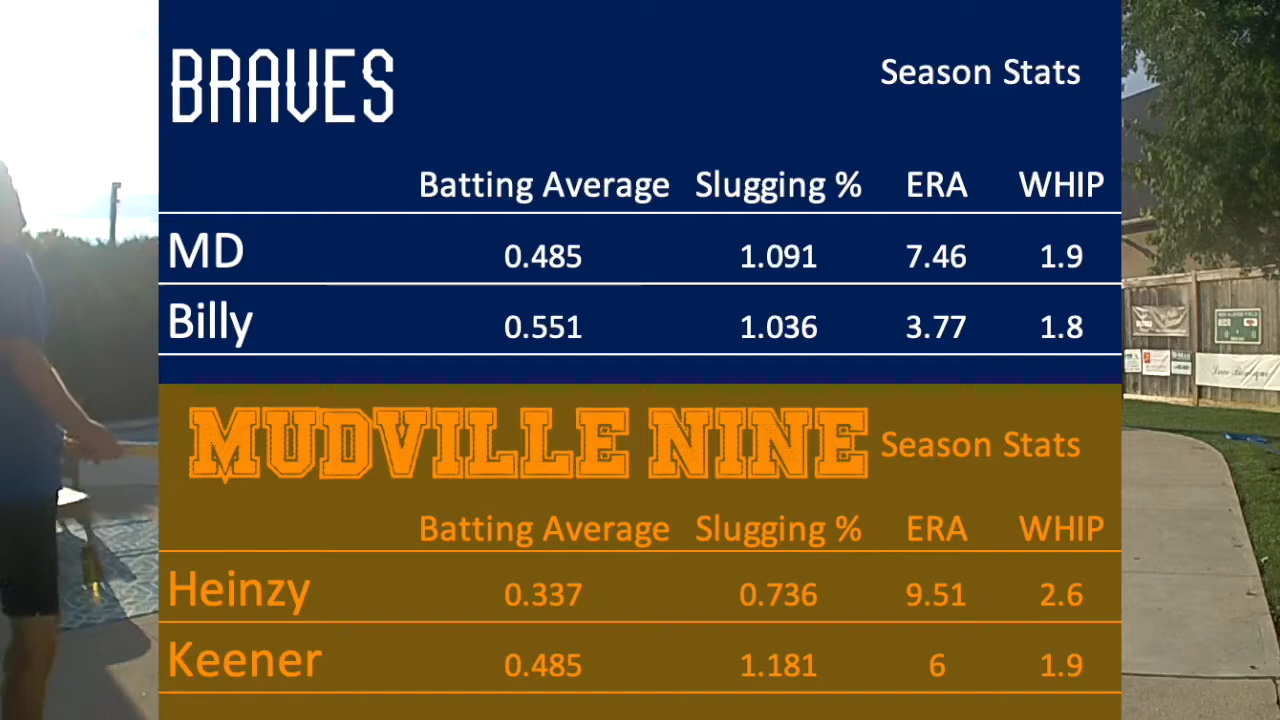 BRAVES Season Stats
Batting Average Slugging % ERA WHIP
MD 0.485 1.091 7.46 1.9
Billy 0.551 1.036 3.77 1.8
MUDVILLE NINE Season Stats
Batting Average Slugging % ERA WHIP
Heinzy 0.337 0.736 9.51 2.6
Keener 0.485 1.181 6 1.9